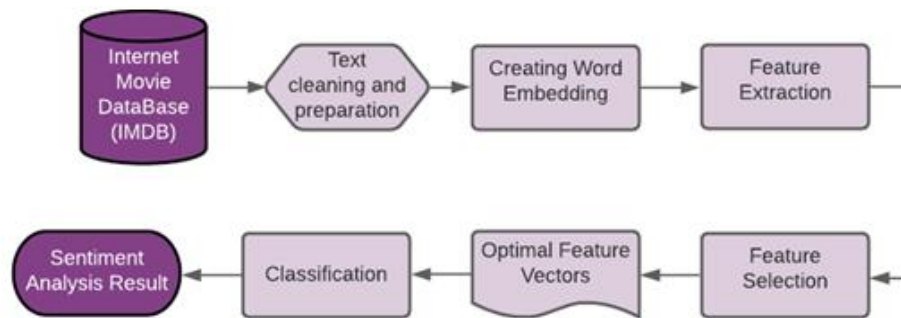 Internet
Movie
DataBase
(IMDB)
Text
cleaning and
preparation
Creating Word
Embedding
Feature
Extraction
Sentiment
Analysis Result
Classification
Optimal Feature
Vectors
Feature
Selection